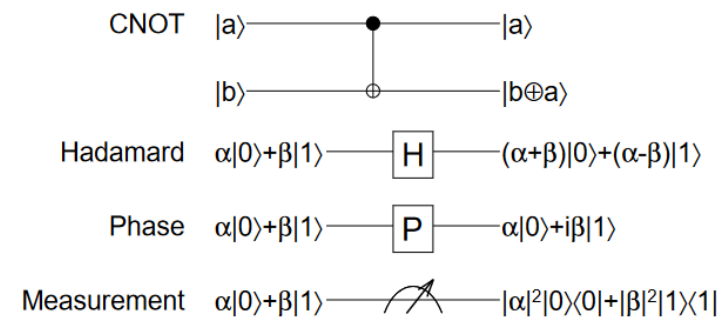 CNOT |a⟩ |a⟩
|b⟩ |b⊕a⟩
Hadamard α|0⟩+β|1⟩ H (α+β)|0⟩+(α-β)|1⟩
Phase α|0⟩+β|1⟩ P α|0⟩+iβ|1⟩
Measurement α|0⟩+β|1⟩ |α|²|0⟩⟨0|+|β|²|1⟩⟨1|